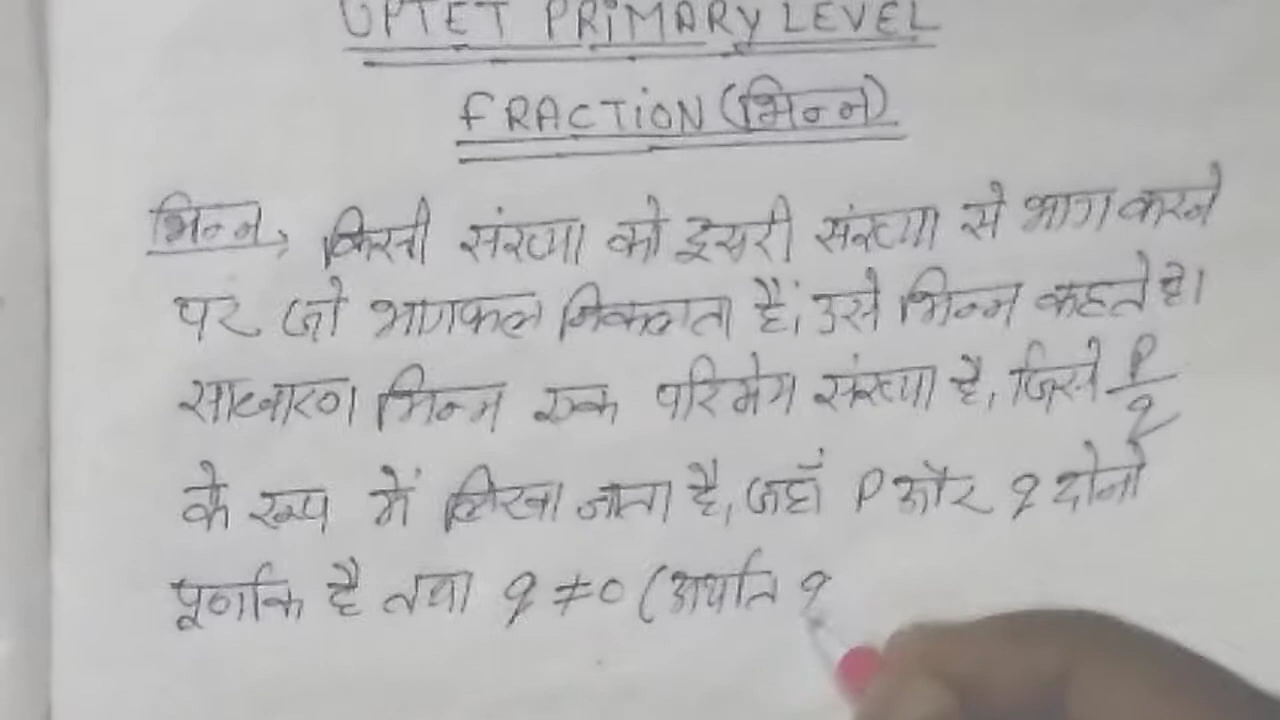 UPTET PRIMARY LEVEL
FRACTION (भिन्न)
भिन्न, किसी संख्या को दूसरी संख्या से भाग करने
पर जो भागफल निकलता है, उसे भिन्न कहते है।
साधारण भिन्न एक परिमेय संख्या है, जिसे P/q
के रूप में लिखा जाता है, जहाँ P और q दोनो
पूर्णांक है तथा q ≠ 0 (अर्थात q